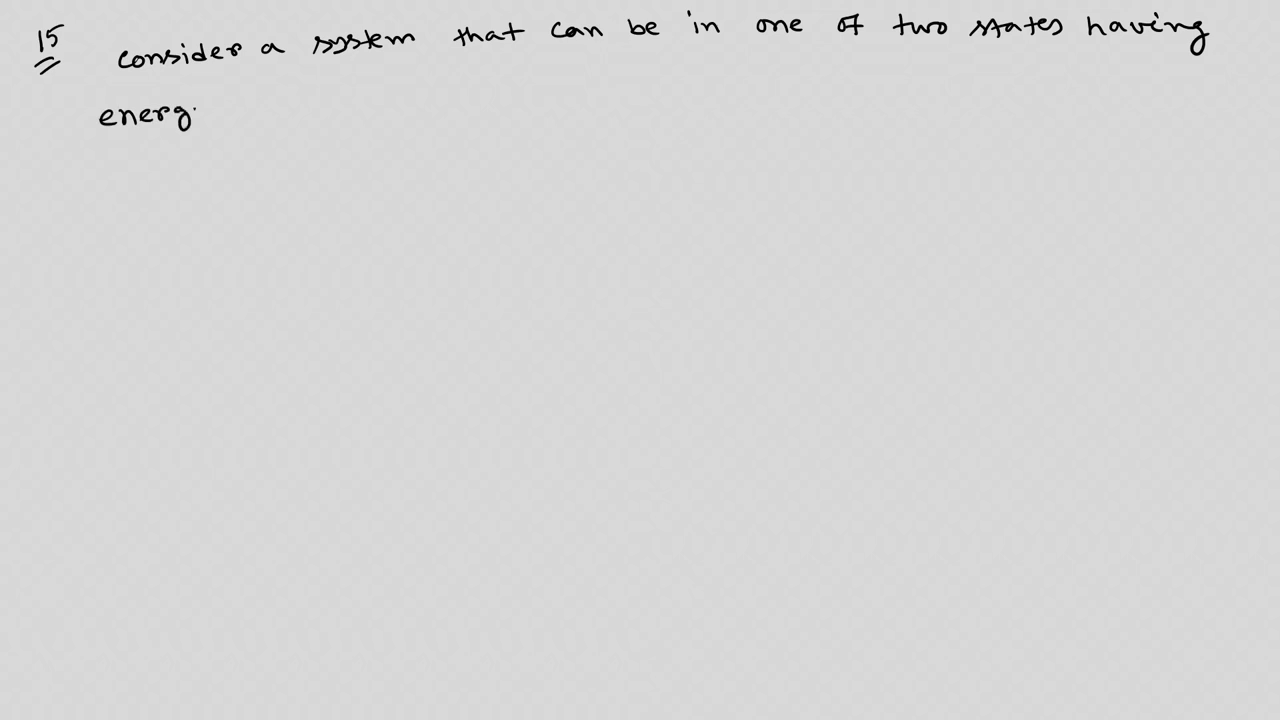 15 consider a system that can be in one of two states having
energ